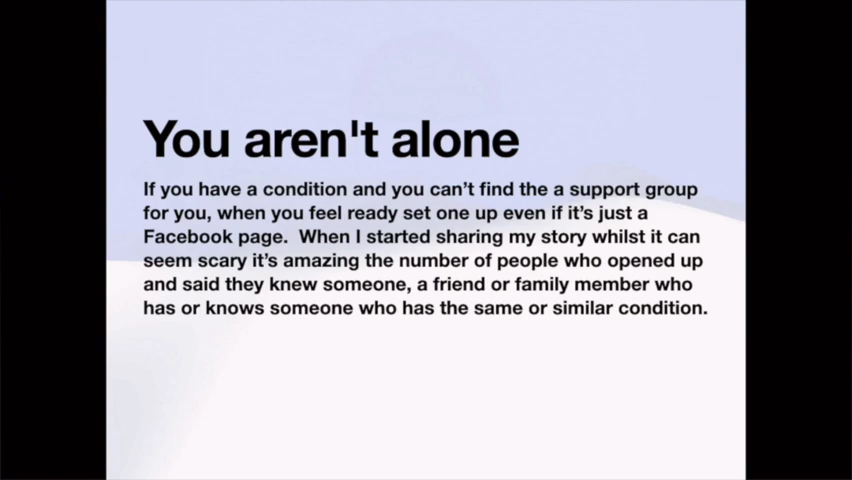 You aren't alone
If you have a condition and you can’t find the a support group
for you, when you feel ready set one up even if it’s just a
Facebook page.  When I started sharing my story whilst it can
seem scary it’s amazing the number of people who opened up
and said they knew someone, a friend or family member who
has or knows someone who has the same or similar condition.